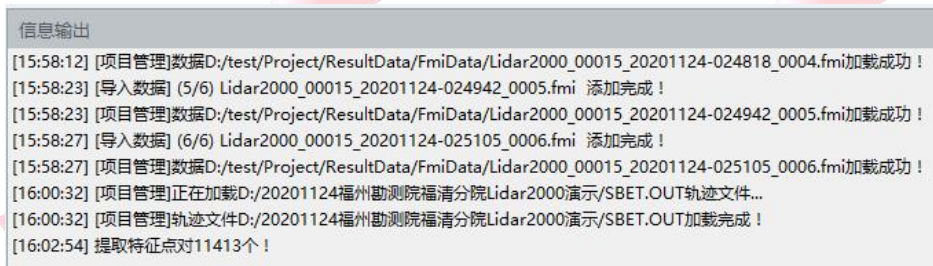 信息输出
[15:58:12] [项目管理]数据D:/test/Project/ResultData/FmiData/Lidar2000_00015_20201124-024818_0004.fmi加载成功！
[15:58:23] [导入数据] (5/6) Lidar2000_00015_20201124-024942_0005.fmi 添加完成！
[15:58:23] [项目管理]数据D:/test/Project/ResultData/FmiData/Lidar2000_00015_20201124-024942_0005.fmi加载成功！
[15:58:27] [导入数据] (6/6) Lidar2000_00015_20201124-025105_0006.fmi 添加完成！
[15:58:27] [项目管理]数据D:/test/Project/ResultData/FmiData/Lidar2000_00015_20201124-025105_0006.fmi加载成功！
[16:00:32] [项目管理]正在加载D:/20201124福州勘测院福清分院Lidar2000演示/SBET.OUT轨迹文件...
[16:00:32] [项目管理]轨迹文件D:/20201124福州勘测院福清分院Lidar2000演示/SBET.OUT加载完成！
[16:02:54] 提取特征点对11413个！